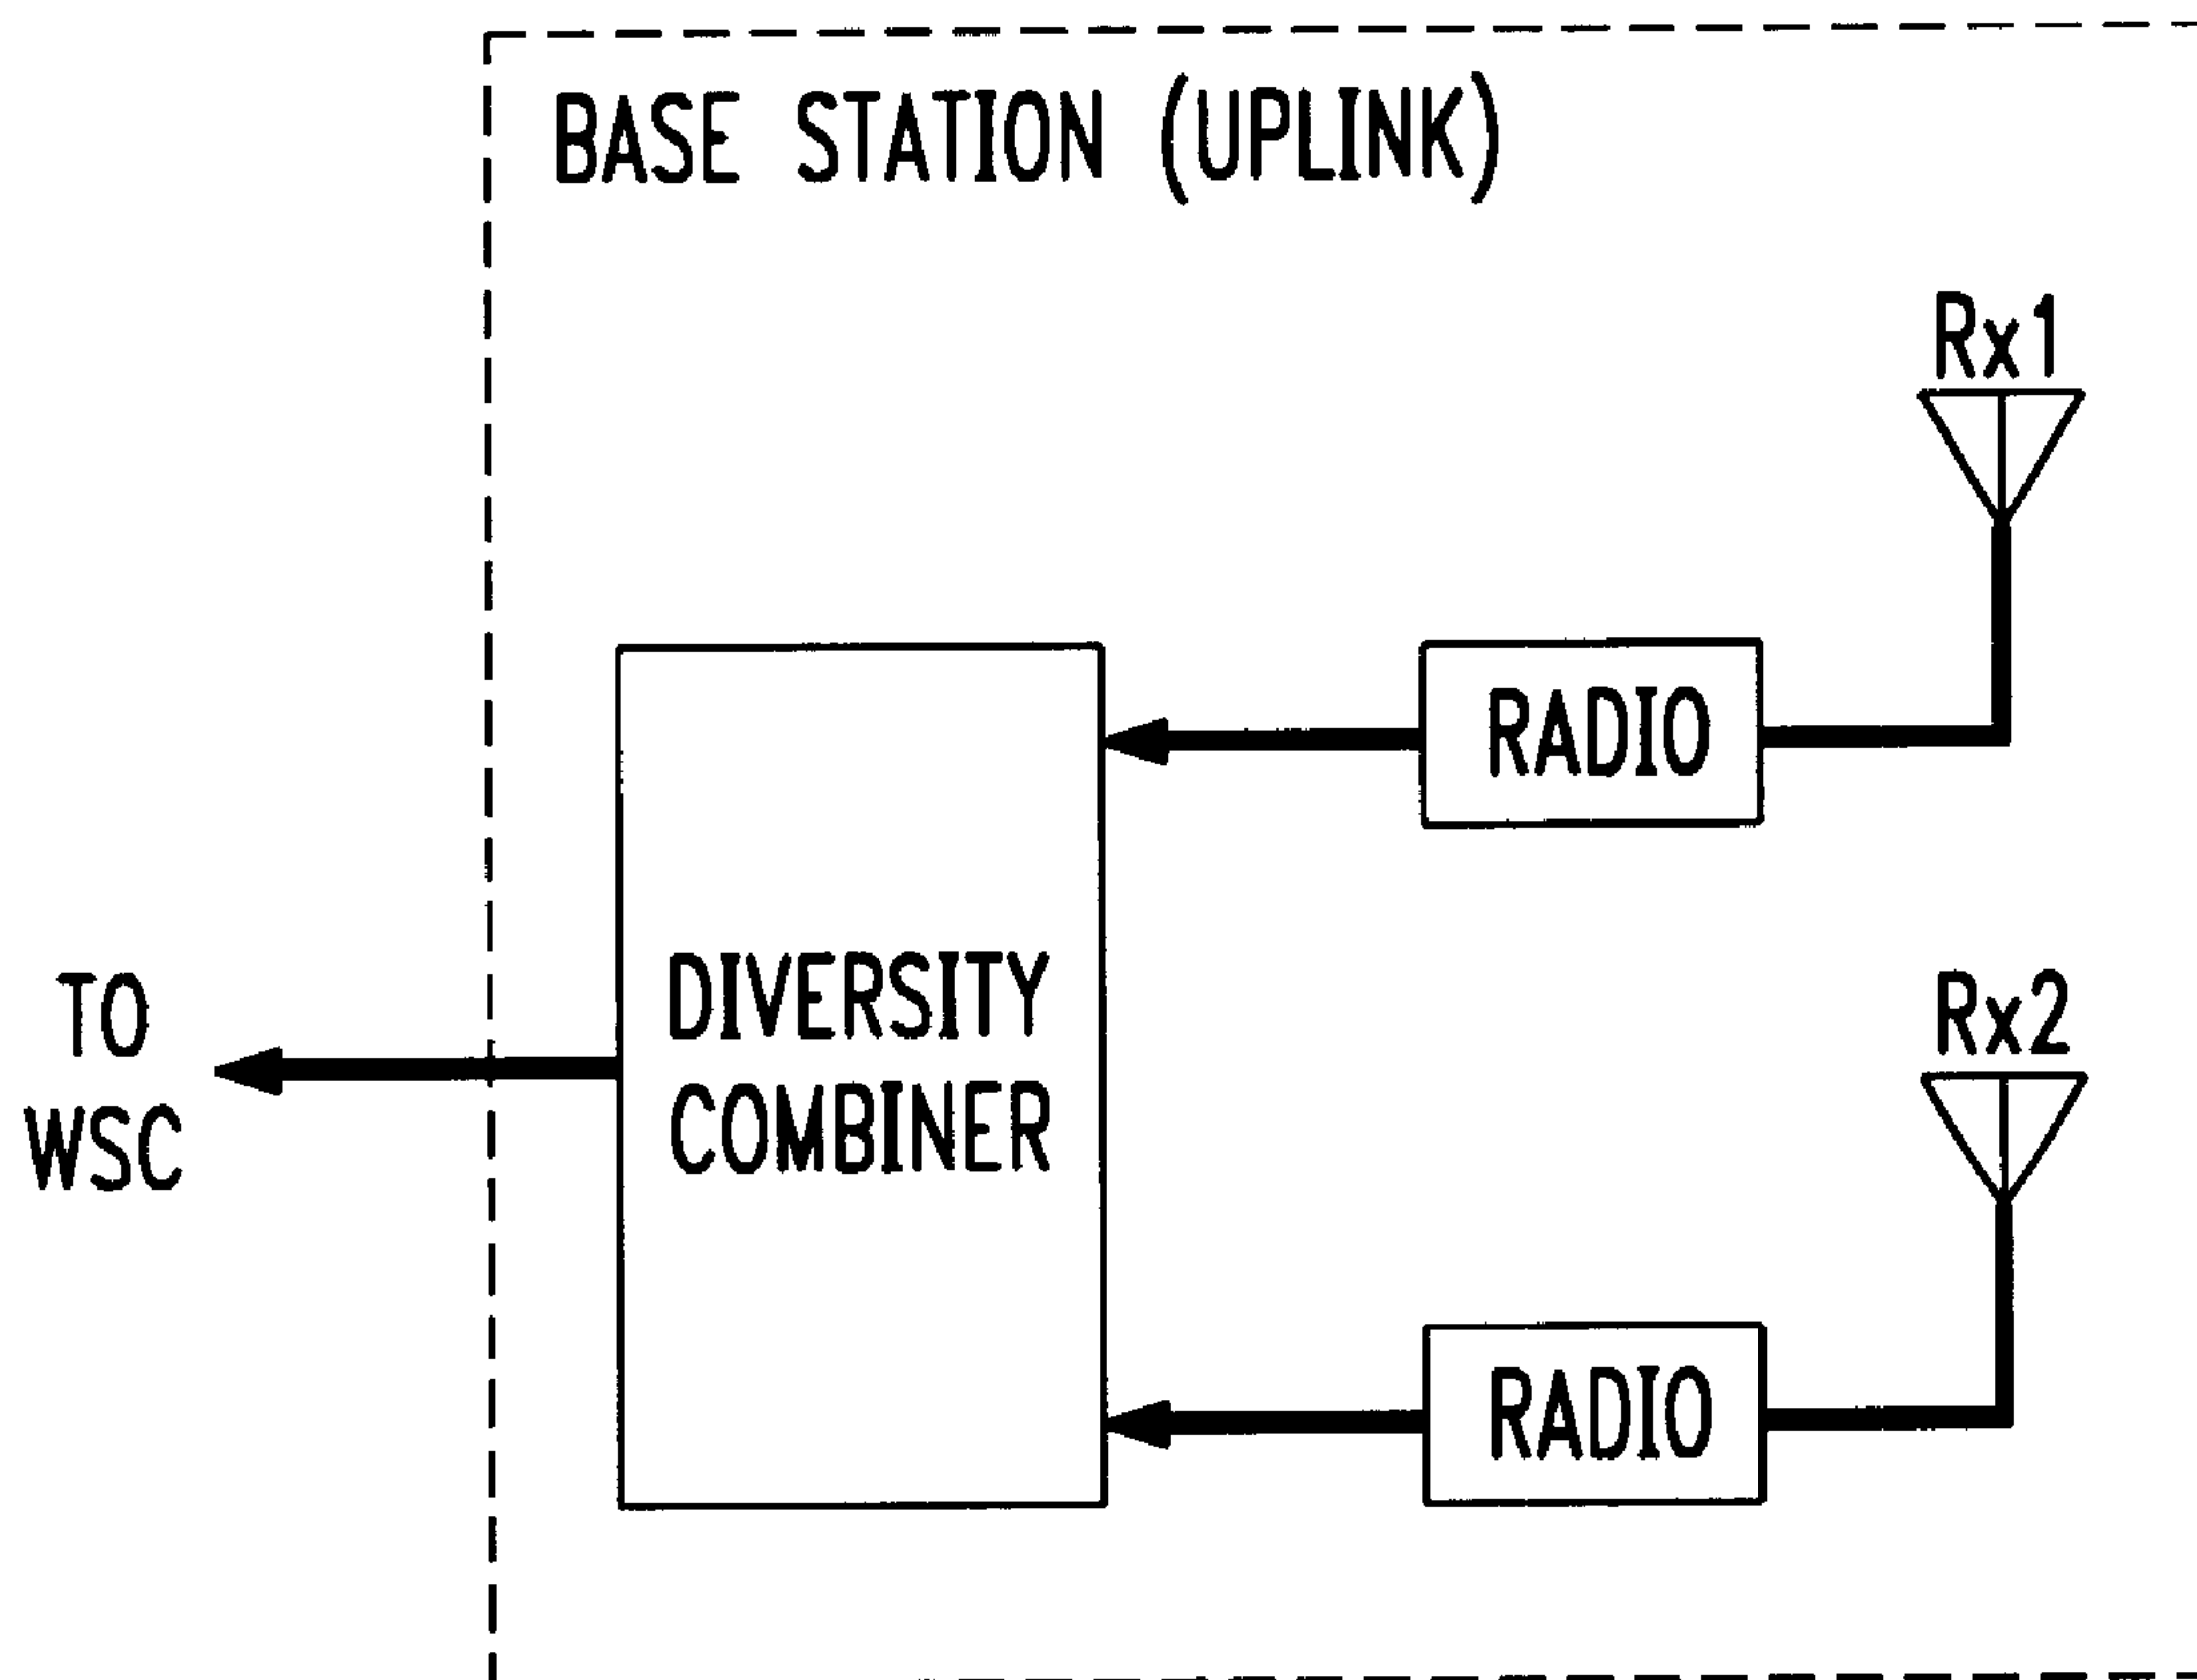 BASE STATION (UPLINK)
Rx1
RADIO
TO
WSC
DIVERSITY
COMBINER
Rx2
RADIO